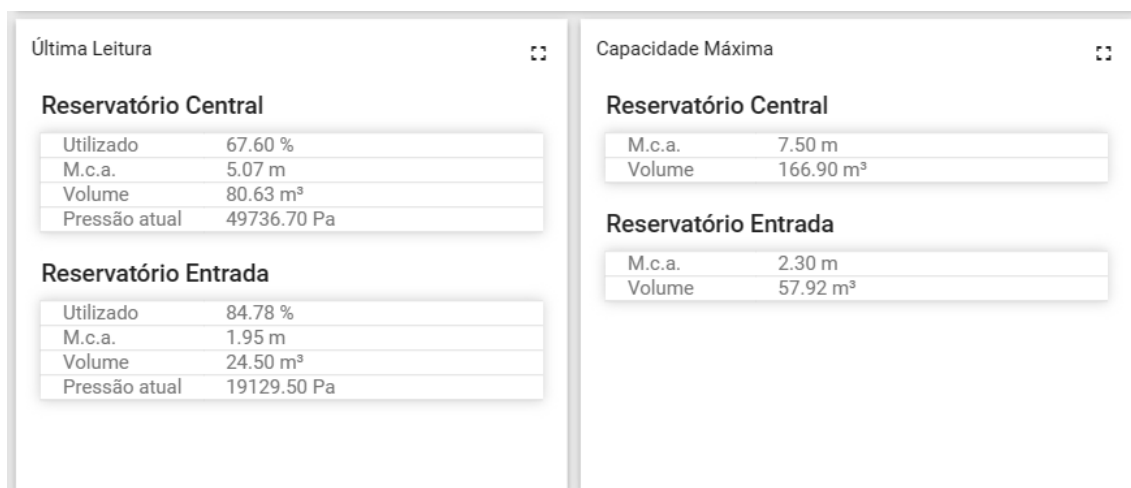 Última Leitura
Reservatório Central
Utilizado 67.60 %
M.c.a. 5.07 m
Volume 80.63 m³
Pressão atual 49736.70 Pa
Reservatório Entrada
Utilizado 84.78 %
M.c.a. 1.95 m
Volume 24.50 m³
Pressão atual 19129.50 Pa
Capacidade Máxima
Reservatório Central
M.c.a. 7.50 m
Volume 166.90 m³
Reservatório Entrada
M.c.a. 2.30 m
Volume 57.92 m³